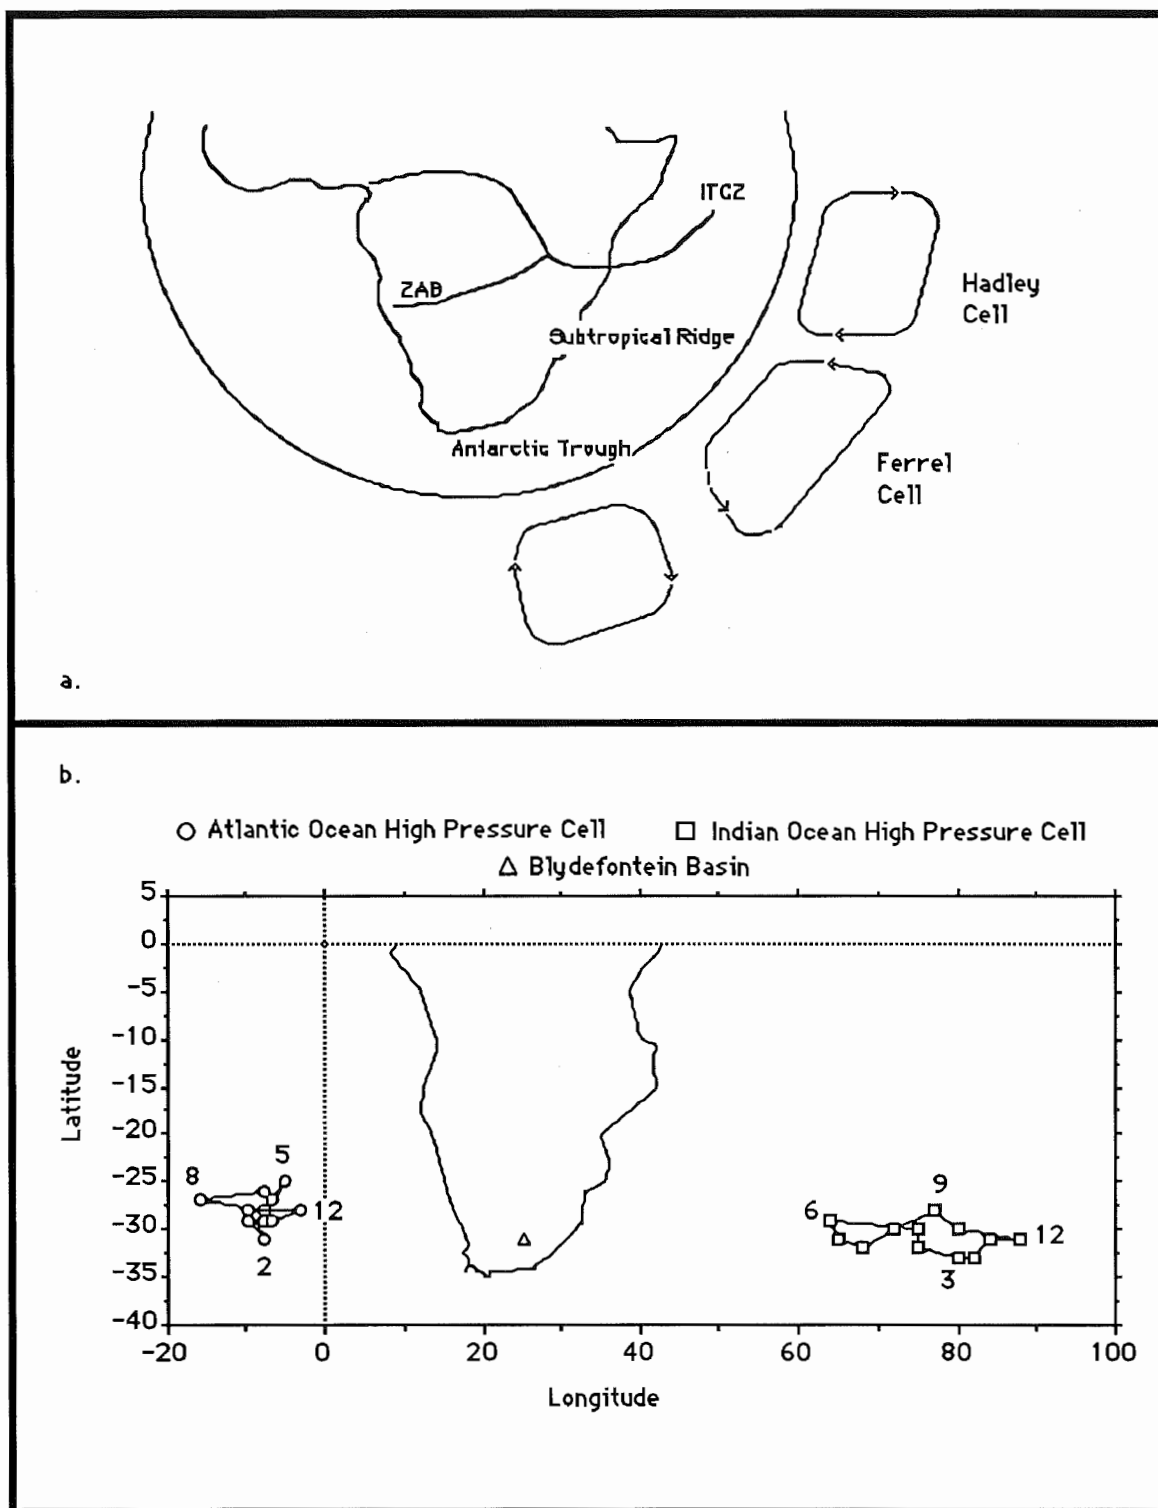 ITCZ
ZAB
Hadley
Cell
Subtropical Ridge
Antarctic Trough
Ferrel
Cell
a.
b.
Atlantic Ocean High Pressure Cell
Indian Ocean High Pressure Cell
Blydefontein Basin
5
0
-5
-10
-15
-20
-25
-30
-35
-40
Latitude
8
5
12
2
6
9
12
3
-20
0
20
40
60
80
100
Longitude